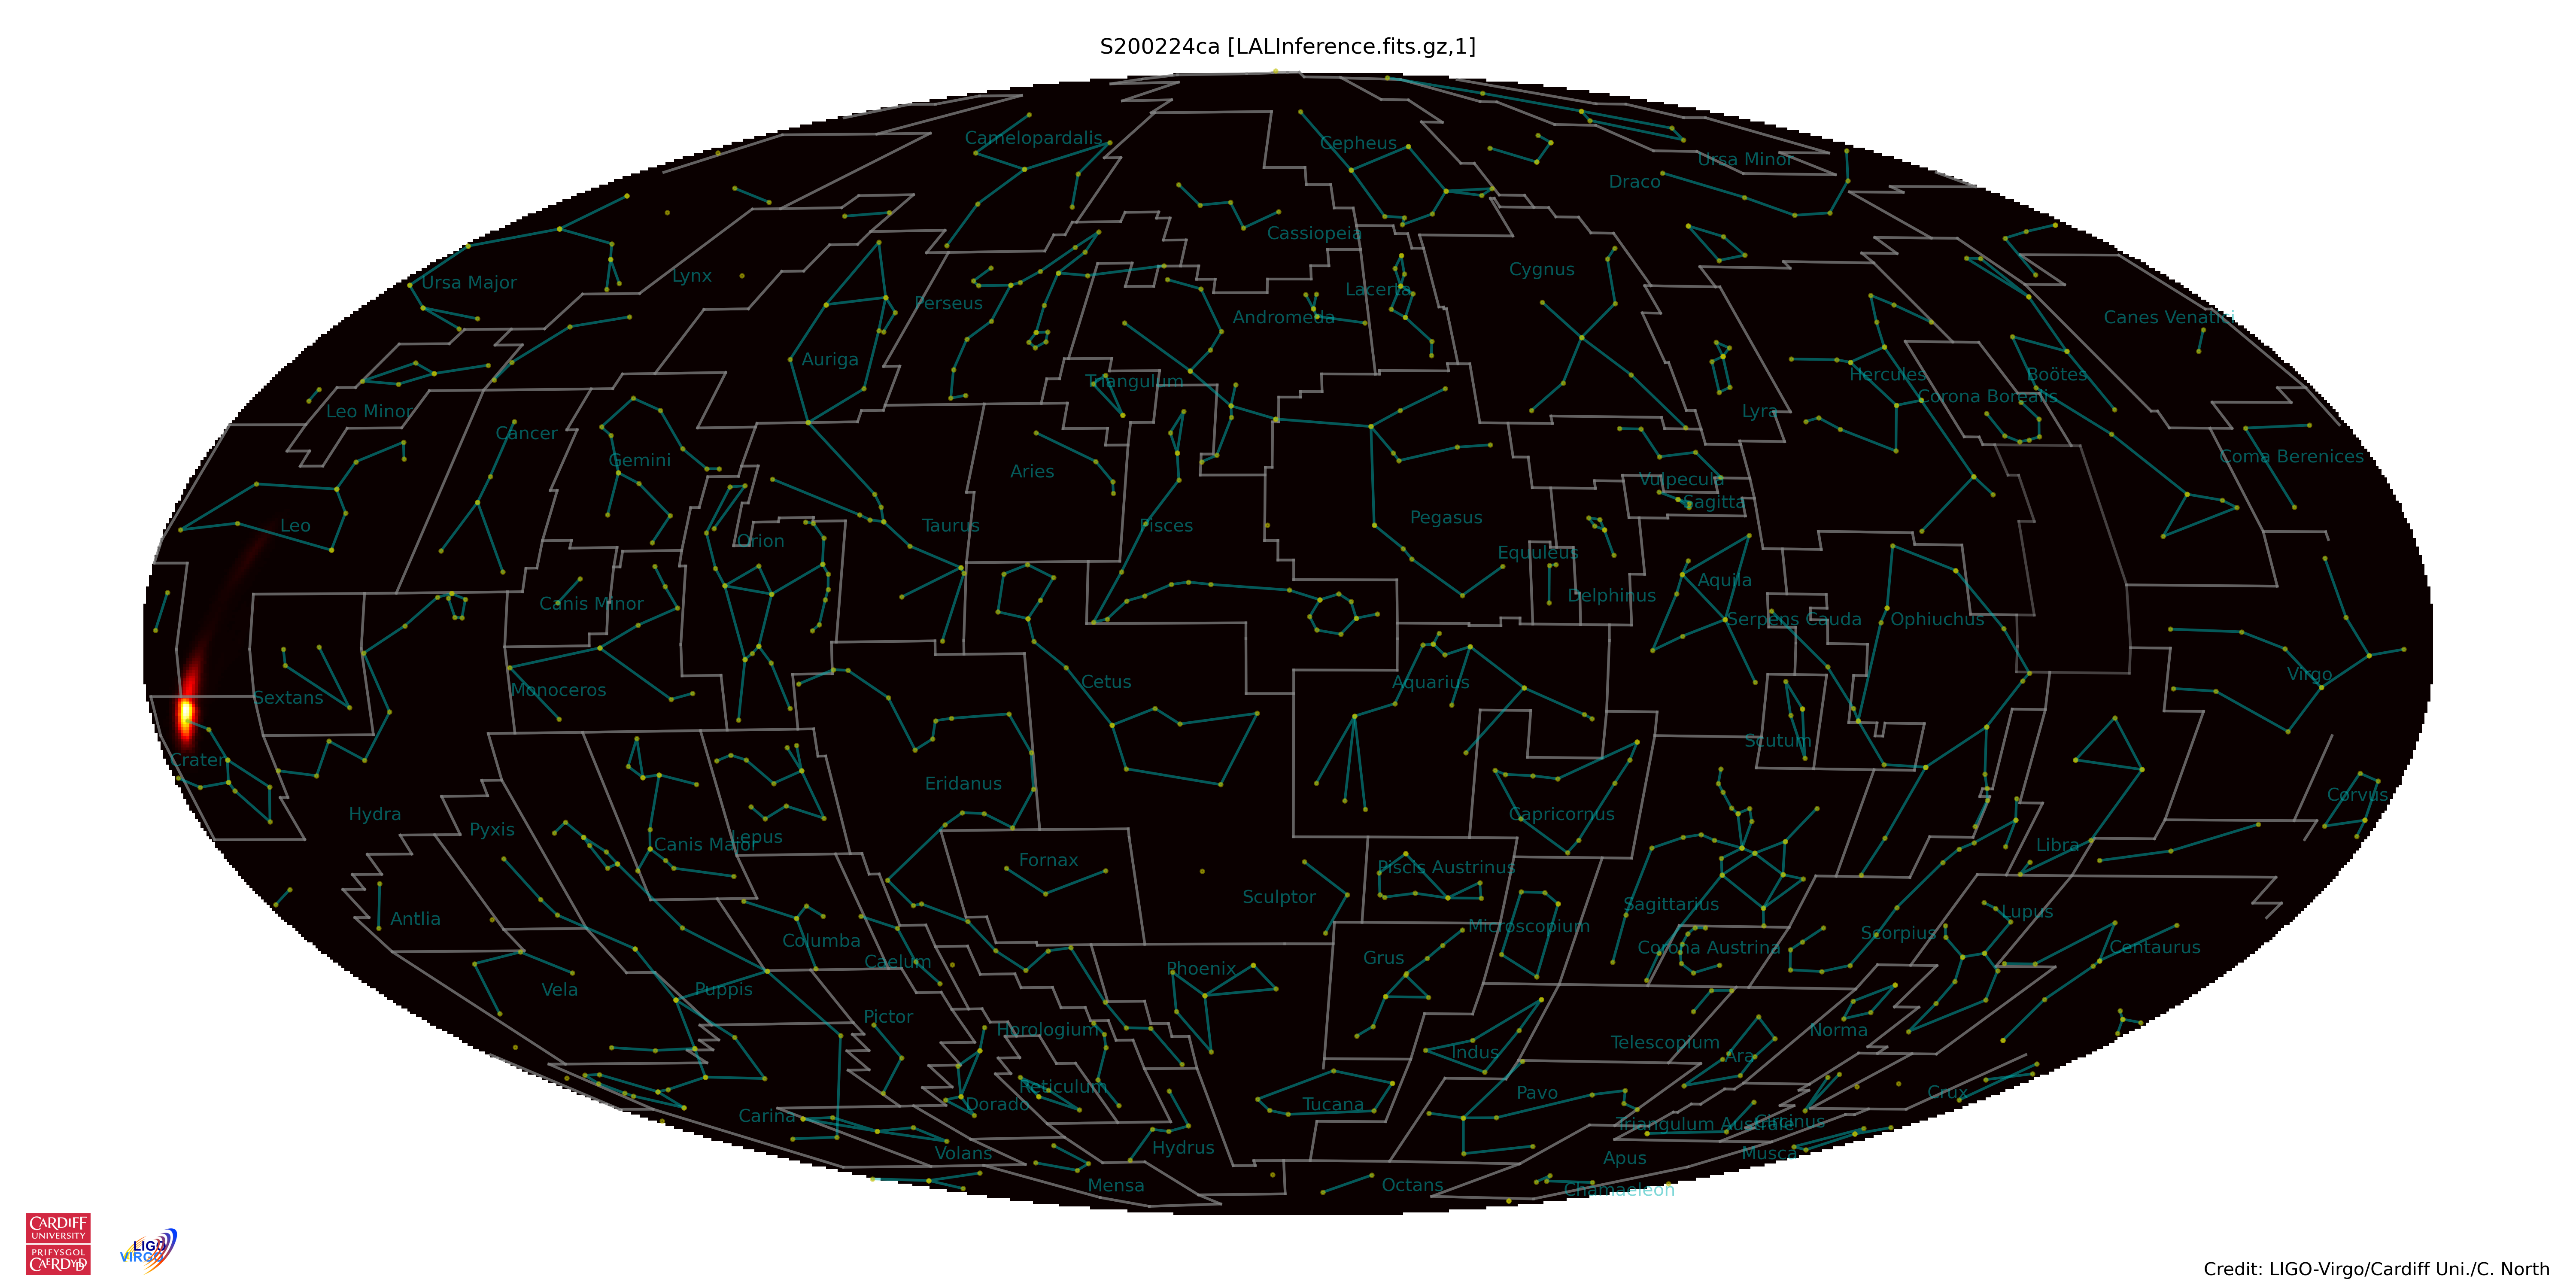 S200224ca [LALInference.fits.gz,1]
Camelopardalis
Cepheus
Ursa Minor
Draco
Cassiopeia
Ursa Major
Lynx
Cygnus
Perseus
Lacerta
Andromeda
Canes Venatici
Auriga
Triangulum
Hercules
Boötes
Corona Borealis
Leo Minor
Lyra
Cancer
Gemini
Aries
Coma Berenices
Vulpecula
Sagitta
Leo
Orion
Taurus
Pisces
Pegasus
Equuleus
Canis Minor
Delphinus
Aquila
Serpens Cauda
Ophiuchus
Sextans
Monoceros
Cetus
Aquarius
Virgo
Crater
Scutum
Eridanus
Hydra
Pyxis
Canis Major
Lepus
Capricornus
Corvus
Libra
Fornax
Piscis Austrinus
Sculptor
Antlia
Sagittarius
Lupus
Microscopium
Columba
Caelum
Corona Austrina
Scorpius
Centaurus
Phoenix
Grus
Vela
Puppis
Pictor
Horologium
Indus
Telescopium
Ara
Norma
Reticulum
Dorado
Tucana
Pavo
Crux
Carina
Triangulum Australe
Circinus
Volans
Hydrus
Apus
Musca
Mensa
Octans
Chamaeleon
CARDIFF
UNIVERSITY
PRIFYSGOL
CAERDYDD
LIGO
VIRGO
Credit: LIGO-Virgo/Cardiff Uni./C. North